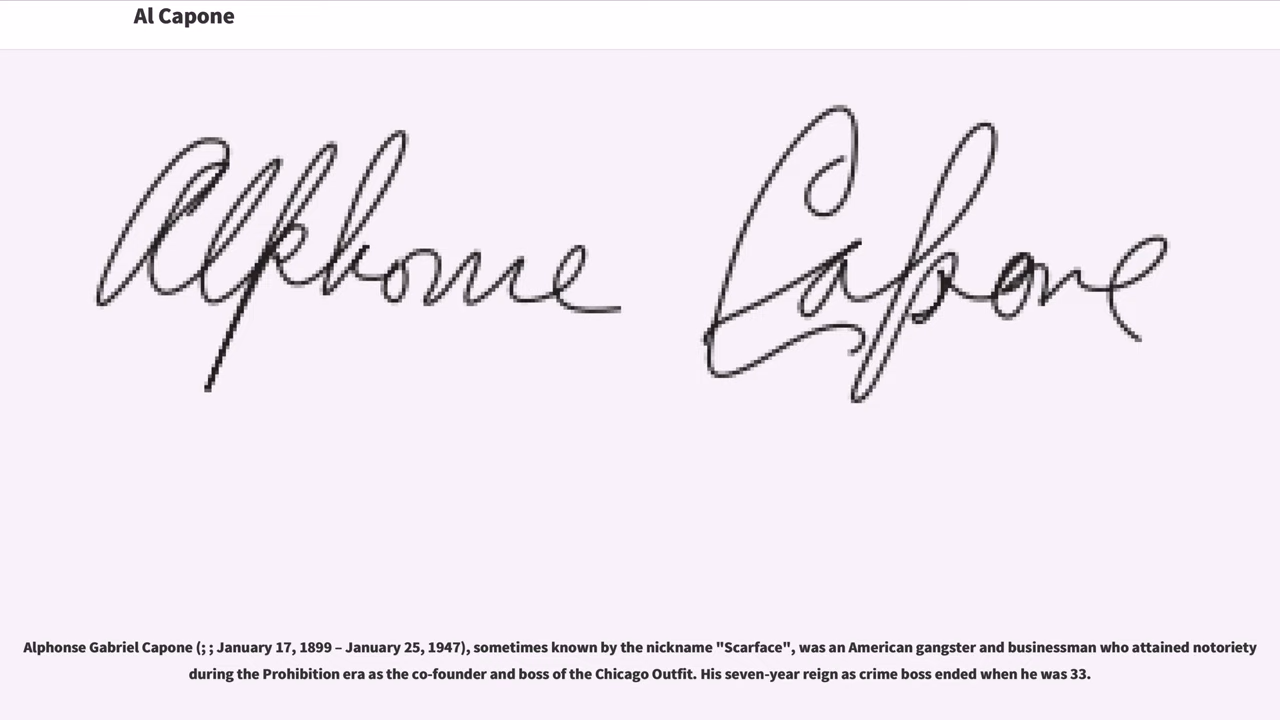 Al Capone
Alphonse Capone
Alphonse Gabriel Capone (; ; January 17, 1899 – January 25, 1947), sometimes known by the nickname "Scarface", was an American gangster and businessman who attained notoriety
during the Prohibition era as the co-founder and boss of the Chicago Outfit. His seven-year reign as crime boss ended when he was 33.